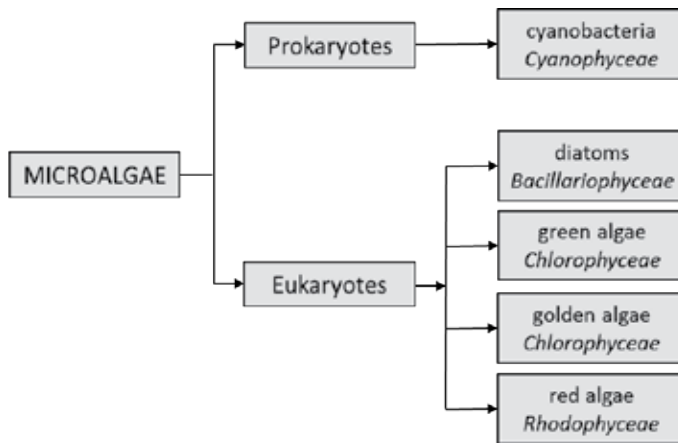 MICROALGAE
Prokaryotes
cyanobacteria
Cyanophyceae
Eukaryotes
diatoms
Bacillariophyceae
green algae
Chlorophyceae
golden algae
Chlorophyceae
red algae
Rhodophyceae